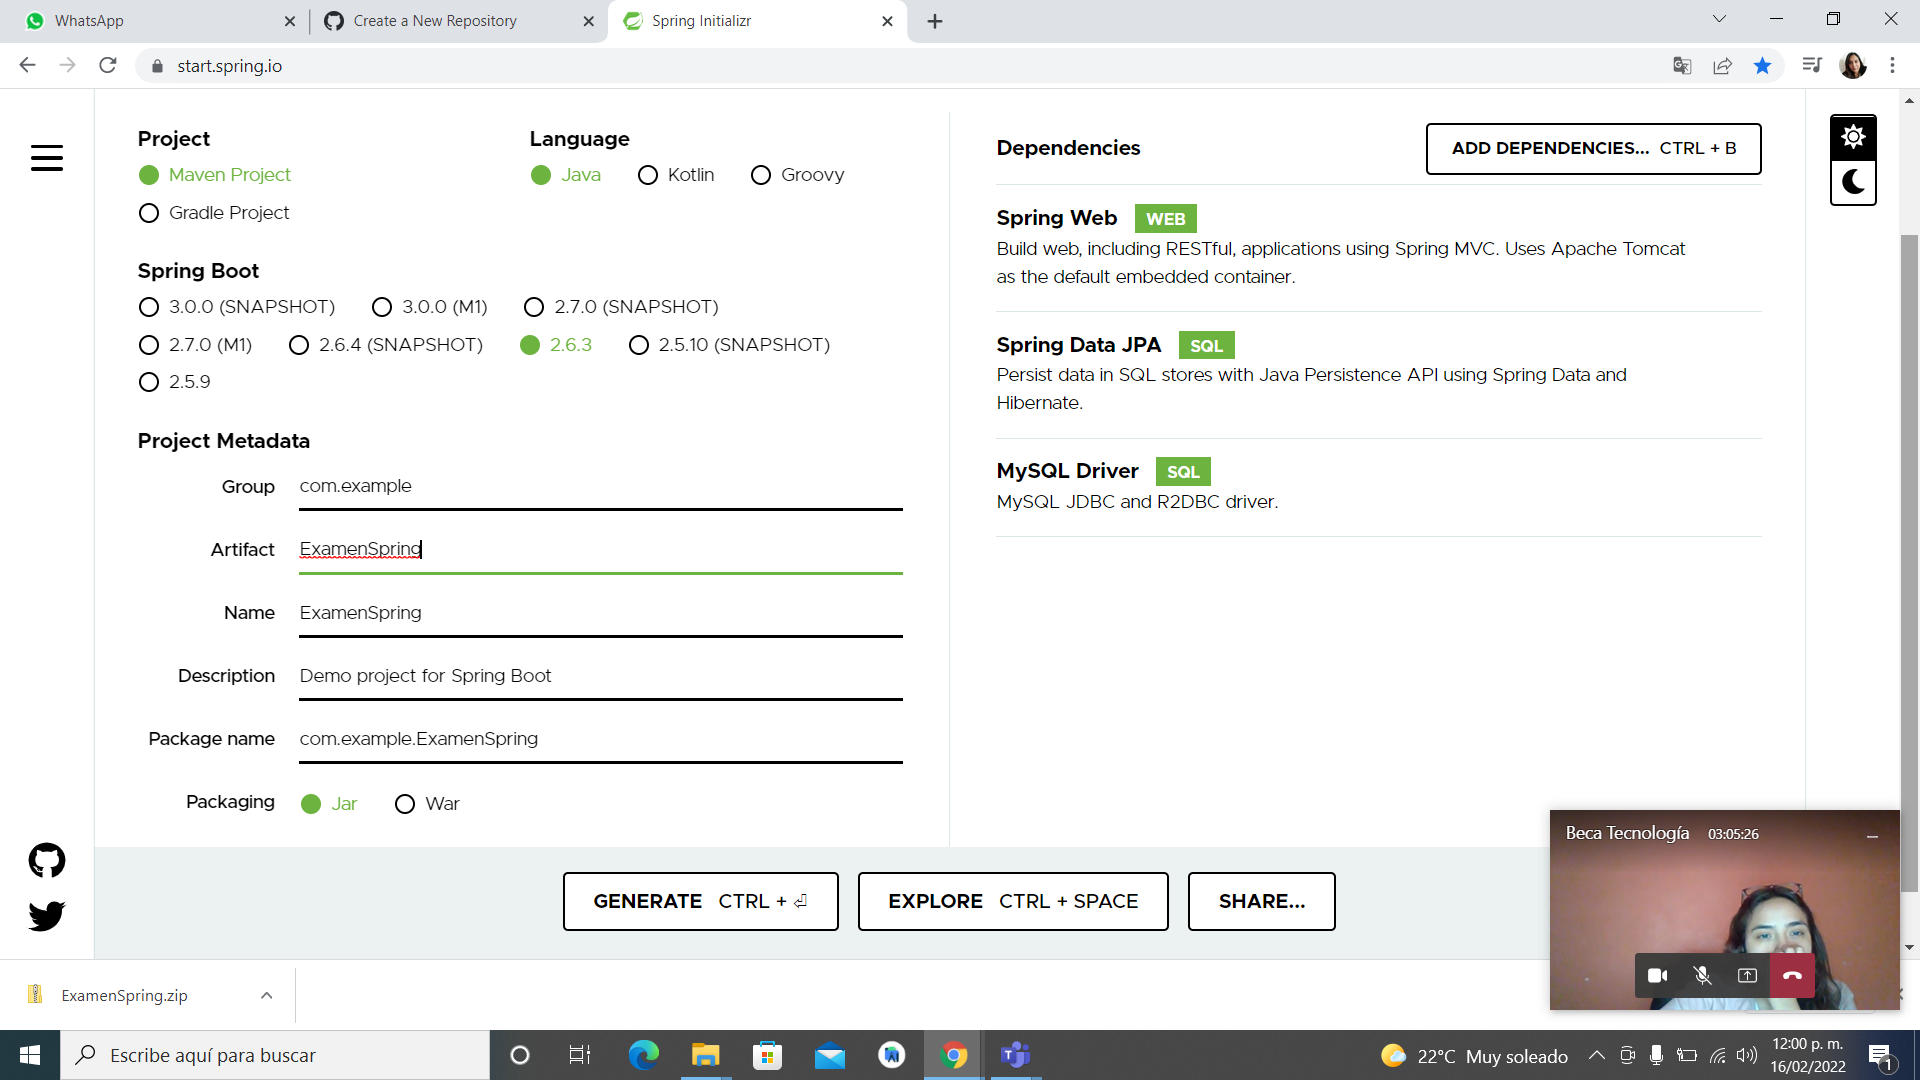 WhatsApp
Create a New Repository
Spring Initializr
start.spring.io
Project
Maven Project
Gradle Project
Language
Java Kotlin Groovy
Spring Boot
3.0.0 (SNAPSHOT) 3.0.0 (M1) 2.7.0 (SNAPSHOT)
2.7.0 (M1) 2.6.4 (SNAPSHOT) 2.6.3 2.5.10 (SNAPSHOT)
2.5.9
Project Metadata
Group com.example
Artifact ExamenSpring
Name ExamenSpring
Description Demo project for Spring Boot
Package name com.example.ExamenSpring
Packaging Jar War
Dependencies
ADD DEPENDENCIES... CTRL + B
Spring Web WEB
Build web, including RESTful, applications using Spring MVC. Uses Apache Tomcat
as the default embedded container.
Spring Data JPA SQL
Persist data in SQL stores with Java Persistence API using Spring Data and
Hibernate.
MySQL Driver SQL
MySQL JDBC and R2DBC driver.
GENERATE CTRL + ⏎
EXPLORE CTRL + SPACE
SHARE...
Beca Tecnología 03:05:26
ExamenSpring.zip
Escribe aquí para buscar
22°C Muy soleado
12:00 p. m.
16/02/2022
1